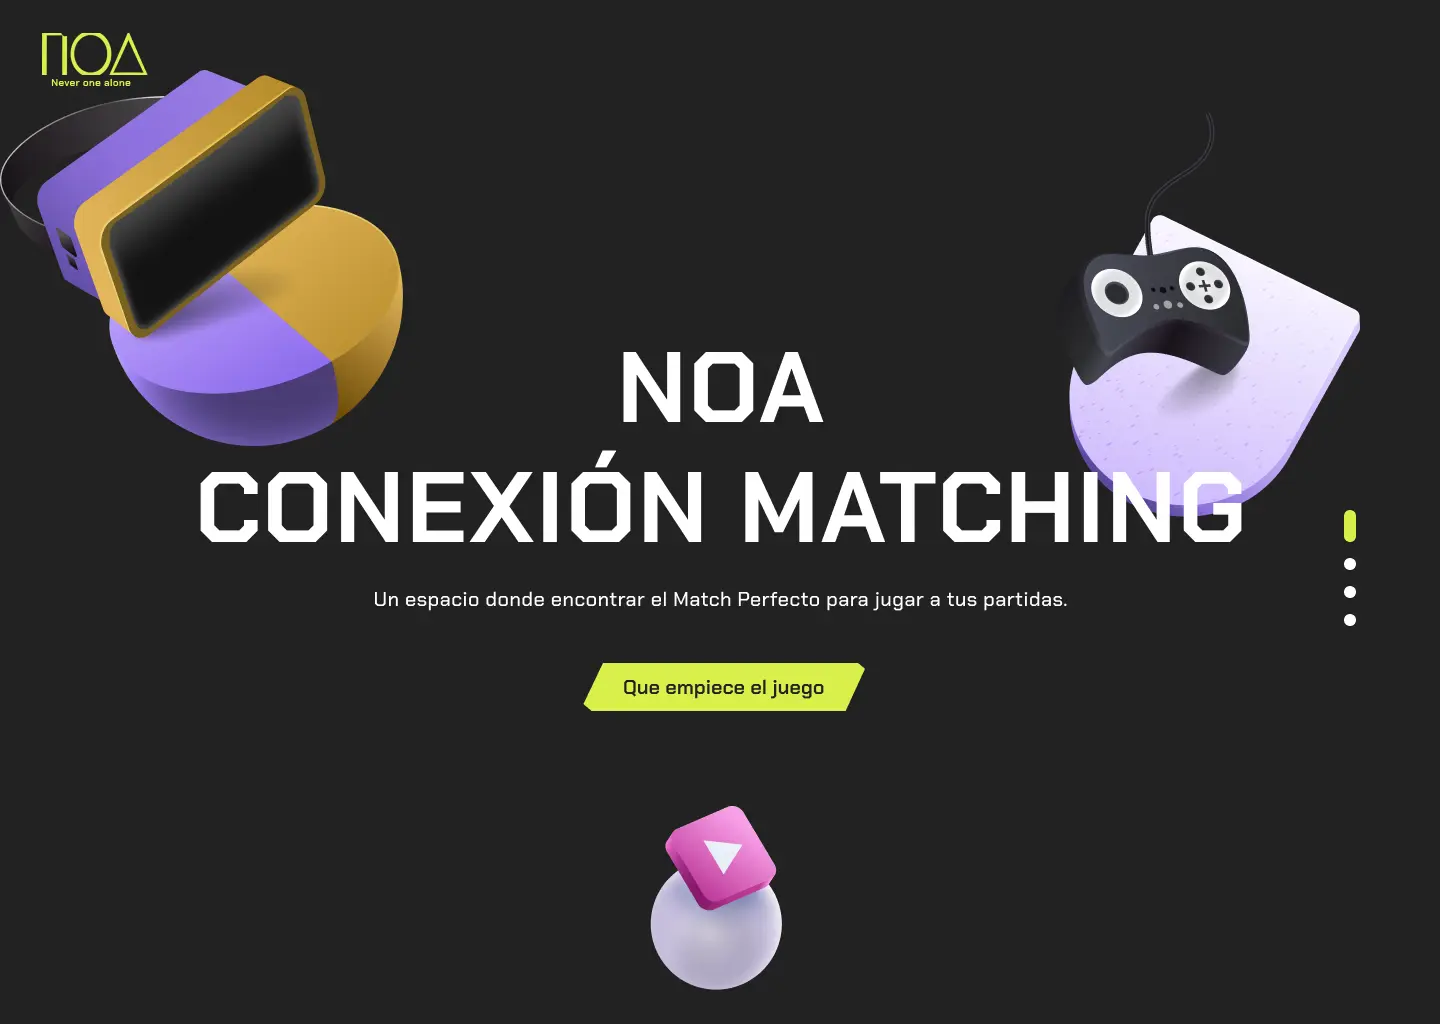 NOA
Never one alone
NOA
CONEXIÓN MATCHING
Un espacio donde encontrar el Match Perfecto para jugar a tus partidas.
Que empiece el juego